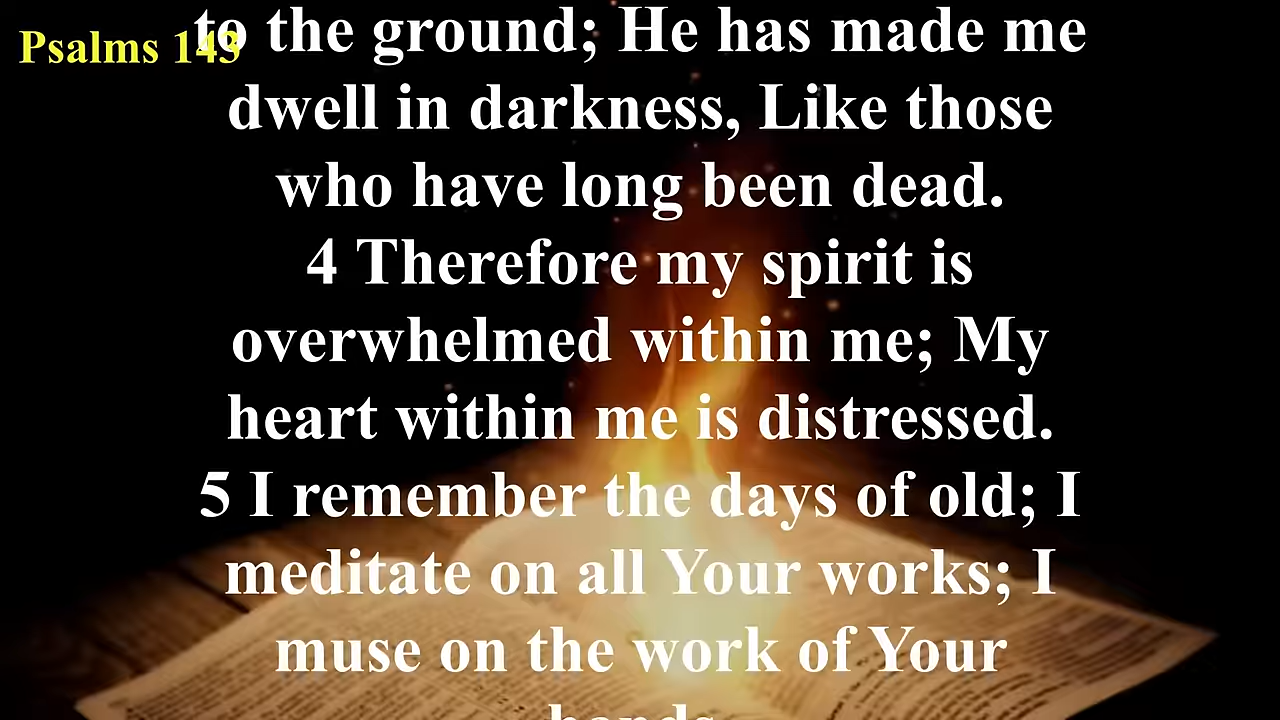 Psalms 143
to the ground; He has made me
dwell in darkness, Like those
who have long been dead.
4 Therefore my spirit is
overwhelmed within me; My
heart within me is distressed.
5 I remember the days of old; I
meditate on all Your works; I
muse on the work of Your
hands.